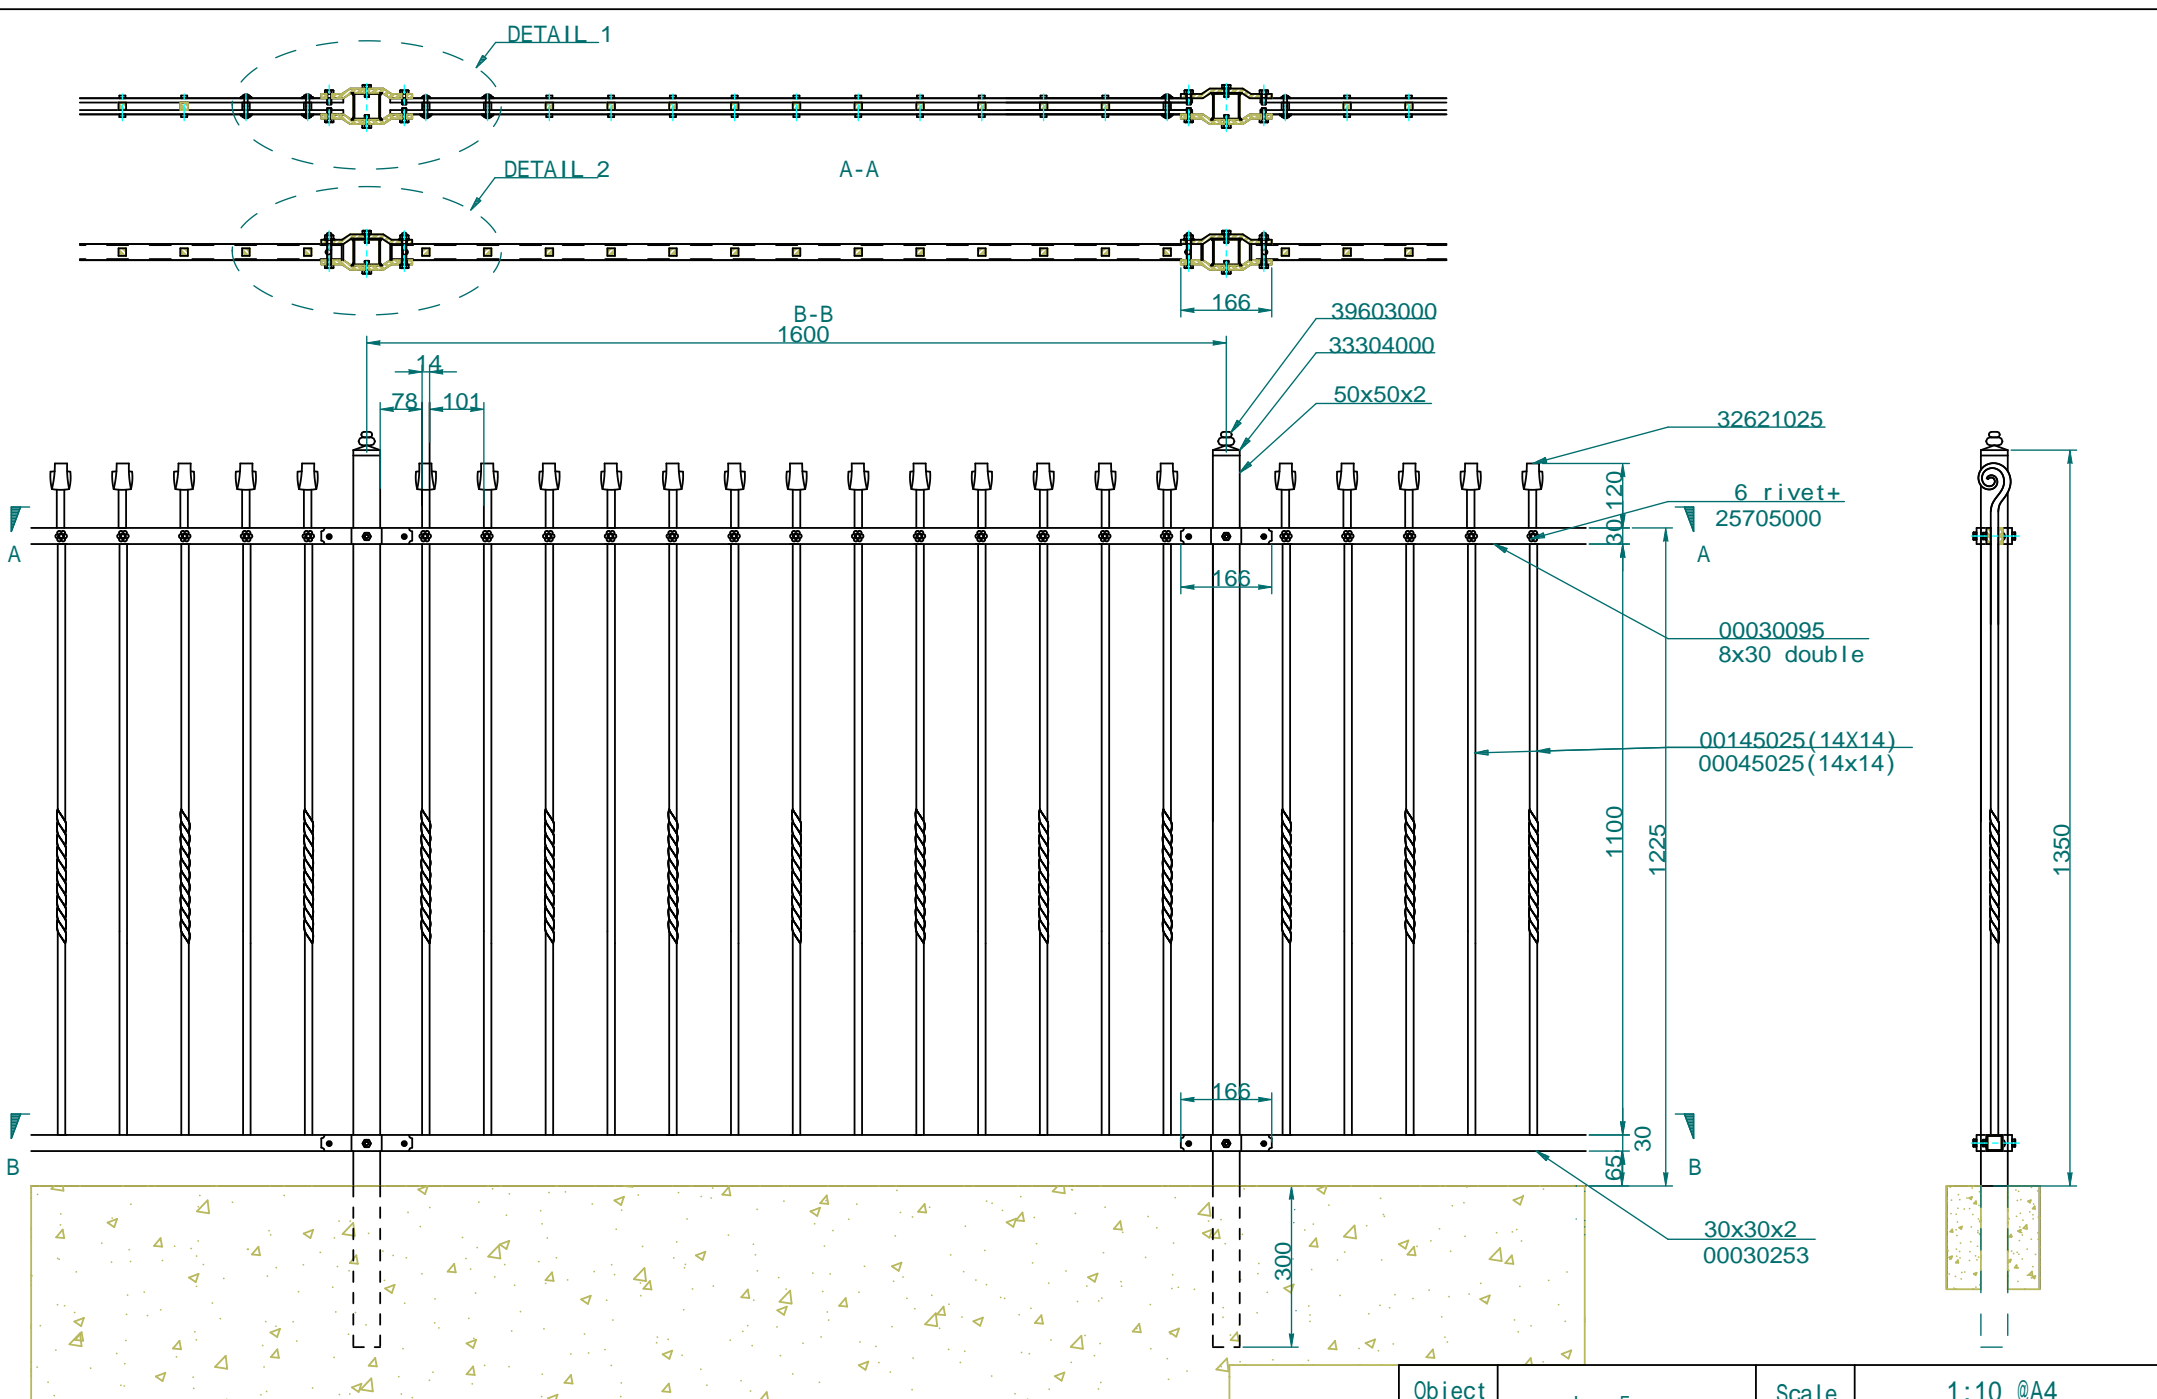 DETAIL 1
A-A
DETAIL 2
B-B
166
1600
39603000
33304000
50x50x2
14
78
101
32621025
120
6 rivet+
25705000
30
A
A
166
00030095
8x30 double
00145025(14X14)
00045025(14x14)
1100
1225
1350
166
30
65
B
B
300
30x30x2
00030253
Object
Scale
1:10 @A4